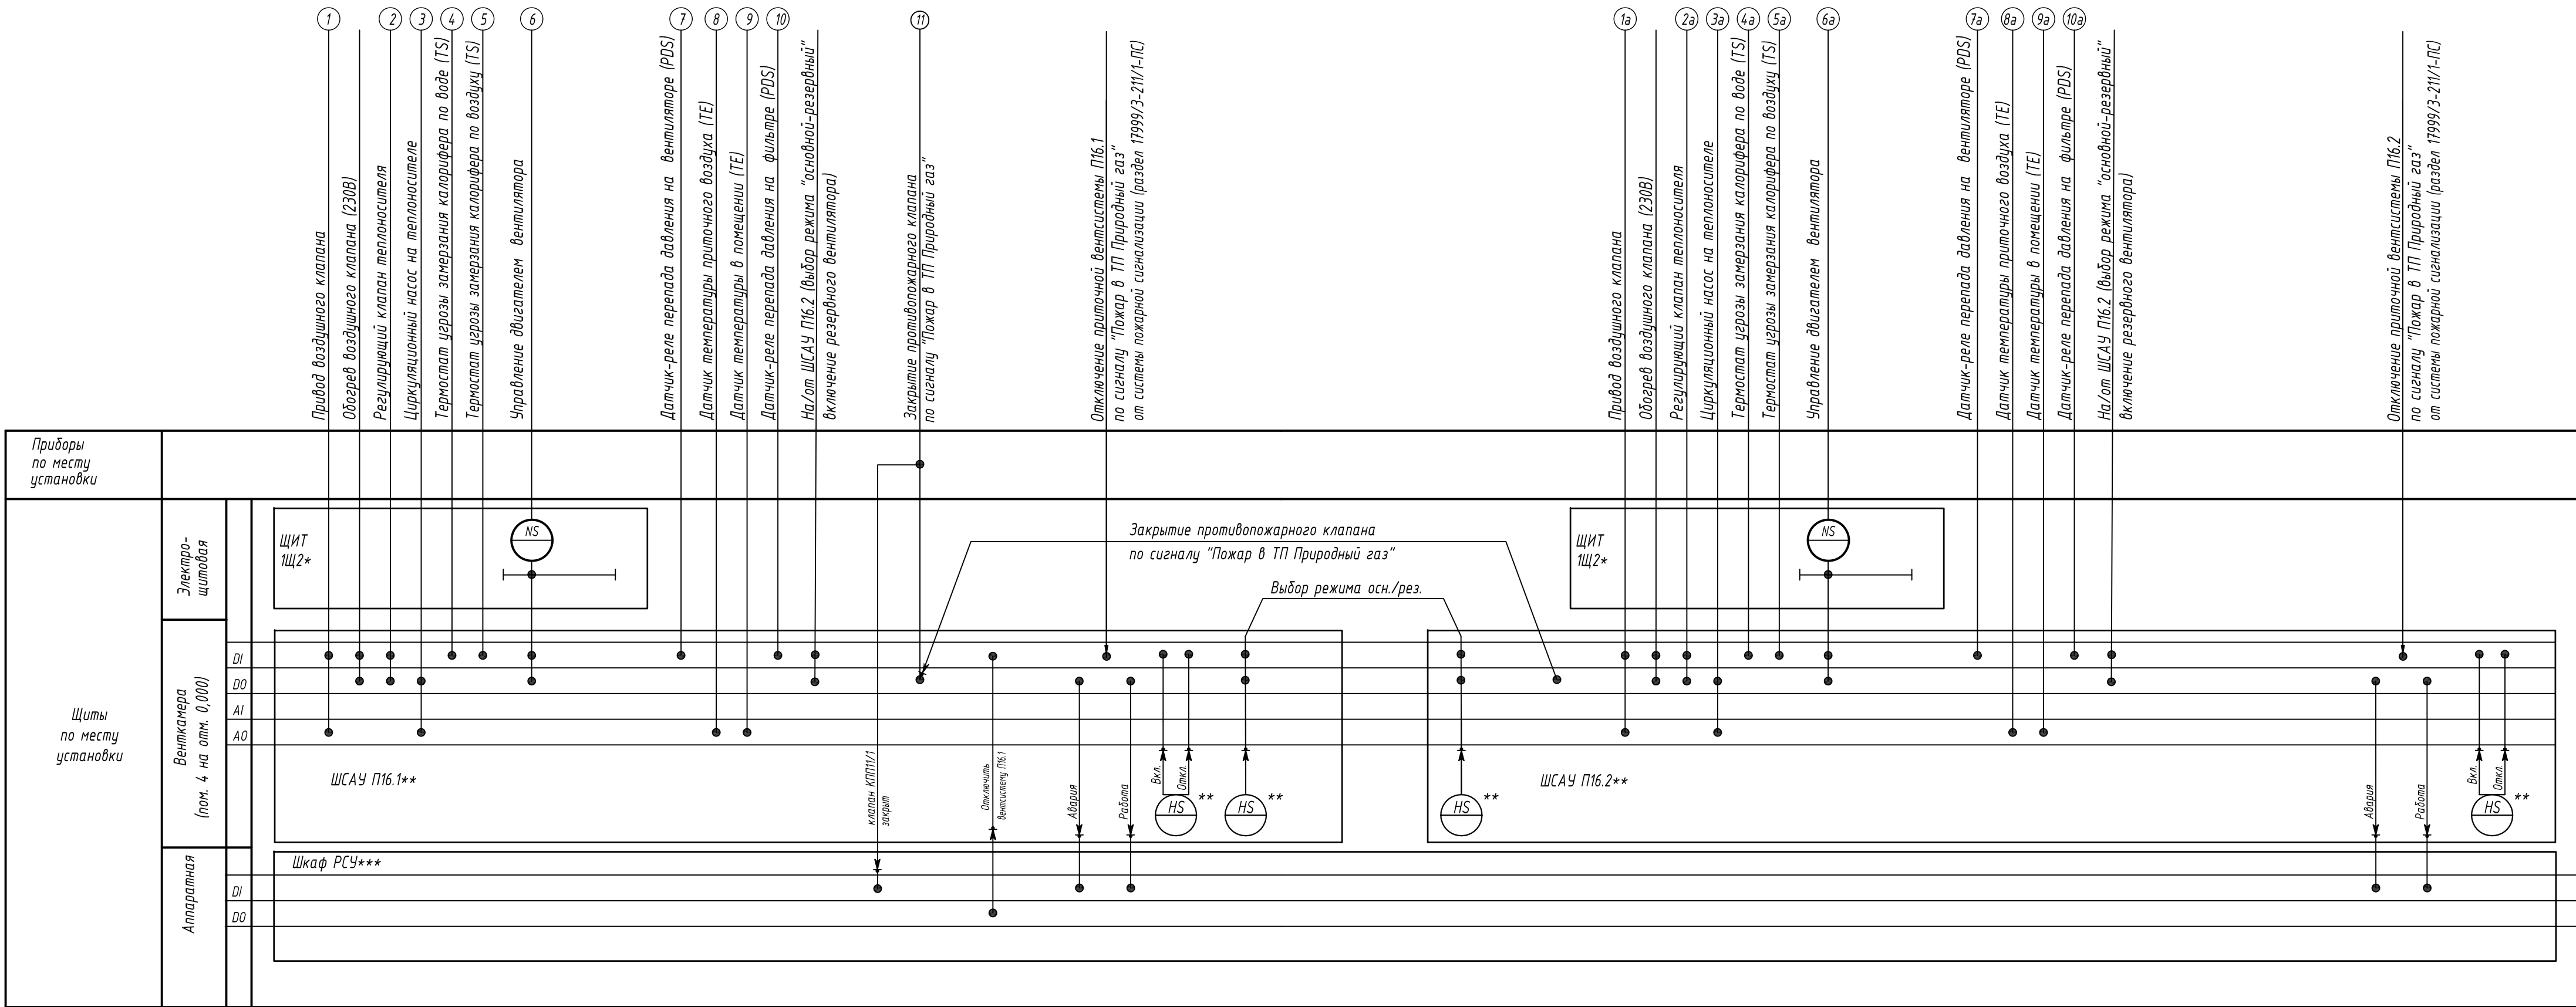 1
2
3
4
5
6
7
8
9
10
11
1а
2а
3а
4а
5а
6а
7а
8а
9а
10а
Привод воздушного клапана
Обогрев воздушного клапана (230В)
Регулирующий клапан теплоносителя
Циркуляционный насос на теплоносителе
Термостат угрозы замерзания калорифера по воде (TS)
Термостат угрозы замерзания калорифера по воздуху (TS)
Управление двигателем вентилятора
Датчик-реле перепада давления на вентиляторе (PDS)
Датчик температуры приточного воздуха (TE)
Датчик температуры в помещении (TE)
Датчик-реле перепада давления на фильтре (PDS)
На/от ШСАУ П16.2 (выбор режима "основной-резервный"
включение резервного вентилятора)
Закрытие противопожарного клапана
по сигналу "Пожар в ТП Природный газ"
Отключение приточной вентсистемы П16.1
по сигналу "Пожар в ТП Природный газ"
от системы пожарной сигнализации (раздел 17999/3-211/1-ПС)
Привод воздушного клапана
Обогрев воздушного клапана (230В)
Регулирующий клапан теплоносителя
Циркуляционный насос на теплоносителе
Термостат угрозы замерзания калорифера по воде (TS)
Термостат угрозы замерзания калорифера по воздуху (TS)
Управление двигателем вентилятора
Датчик-реле перепада давления на вентиляторе (PDS)
Датчик температуры приточного воздуха (TE)
Датчик температуры в помещении (TE)
Датчик-реле перепада давления на фильтре (PDS)
На/от ШСАУ П16.2 (выбор режима "основной-резервный"
включение резервного вентилятора)
Отключение приточной вентсистемы П16.2
по сигналу "Пожар в ТП Природный газ"
от системы пожарной сигнализации (раздел 17999/3-211/1-ПС)
Приборы
по месту
установки
Щиты
по месту
установки
Электро-
щитовая
ЩИТ
1Щ2*
NS
Закрытие противопожарного клапана
по сигналу "Пожар в ТП Природный газ"
Выбор режима осн./рез.
ЩИТ
1Щ2*
NS
Венткамера
(пом. 4 на отм. 0,000)
DI
DO
AI
AO
ШСАУ П16.1**
клапан КПП11/1
закрыт
Отключить
вентсистему П16.1
Авария
Работа
Вкл.
Откл.
HS
**
HS
**
HS
**
ШСАУ П16.2**
Авария
Работа
Вкл.
Откл.
HS
**
Аппаратная
Шкаф РСУ***
DI
DO